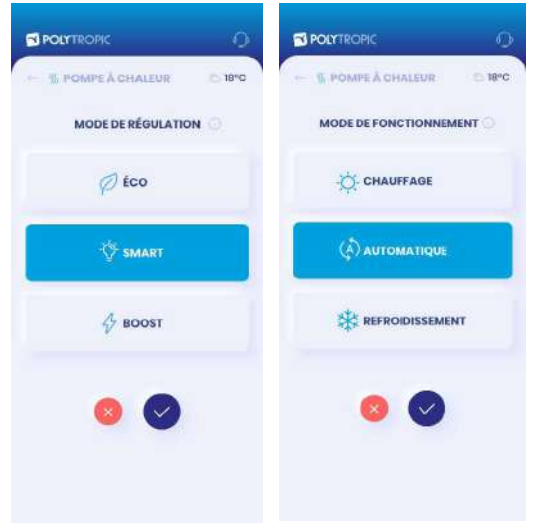 POLYTROPIC
POMPE À CHALEUR 18°C
MODE DE RÉGULATION
ÉCO
SMART
BOOST
POLYTROPIC
POMPE À CHALEUR 18°C
MODE DE FONCTIONNEMENT
CHAUFFAGE
A AUTOMATIQUE
REFROIDISSEMENT